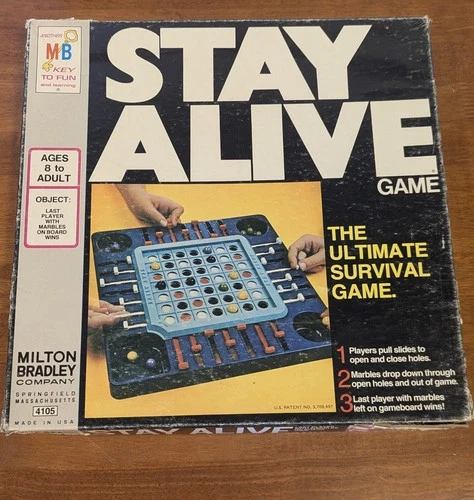 ANOTHER
MB
KEY
TO FUN
and learning
STAY
ALIVE
GAME
AGES
8 to
ADULT
OBJECT:
LAST
PLAYER
WITH
MARBLES
ON BOARD
WINS
THE
ULTIMATE
SURVIVAL
GAME.
1 Players pull slides to
open and close holes.
2 Marbles drop down through
open holes and out of game.
3 Last player with marbles
left on gameboard wins!
MILTON
BRADLEY
COMPANY
SPRINGFIELD
MASSACHUSETTS
4105
MADE IN USA
STAY ALIVE